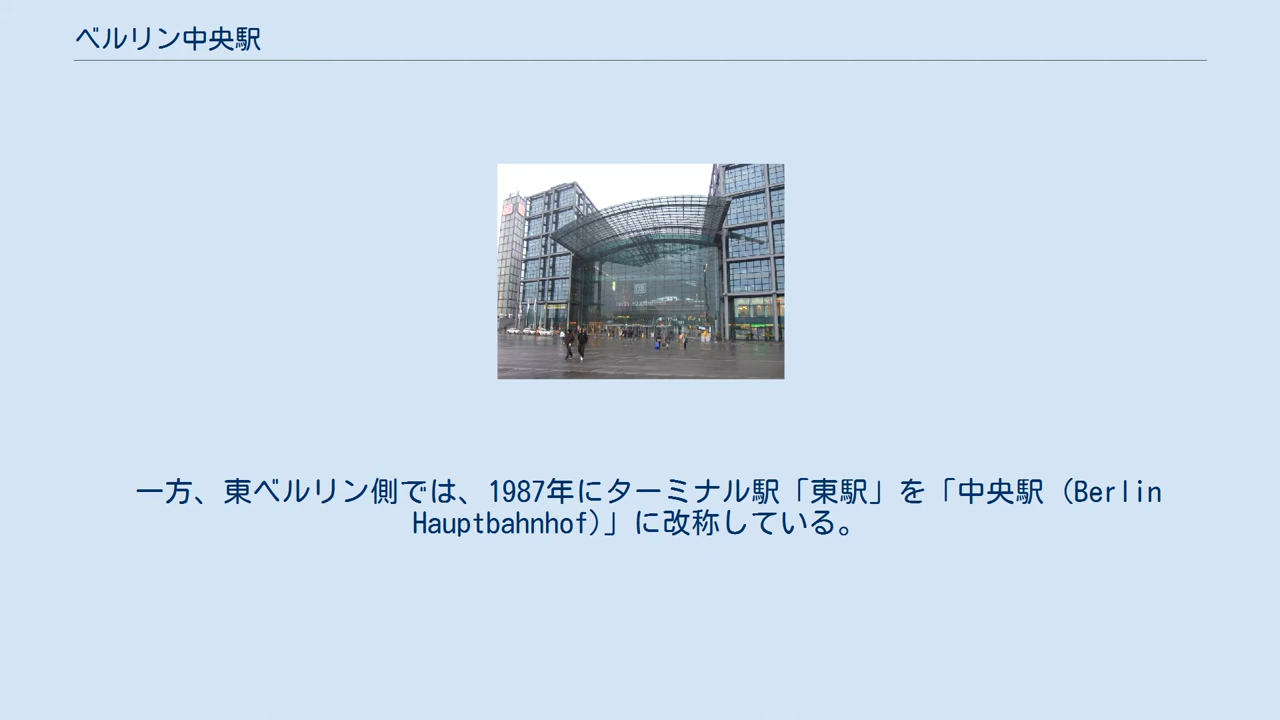 ベルリン中央駅
一方、東ベルリン側では、1987年にターミナル駅「東駅」を「中央駅 (Berlin
Hauptbahnhof)」に改称している。